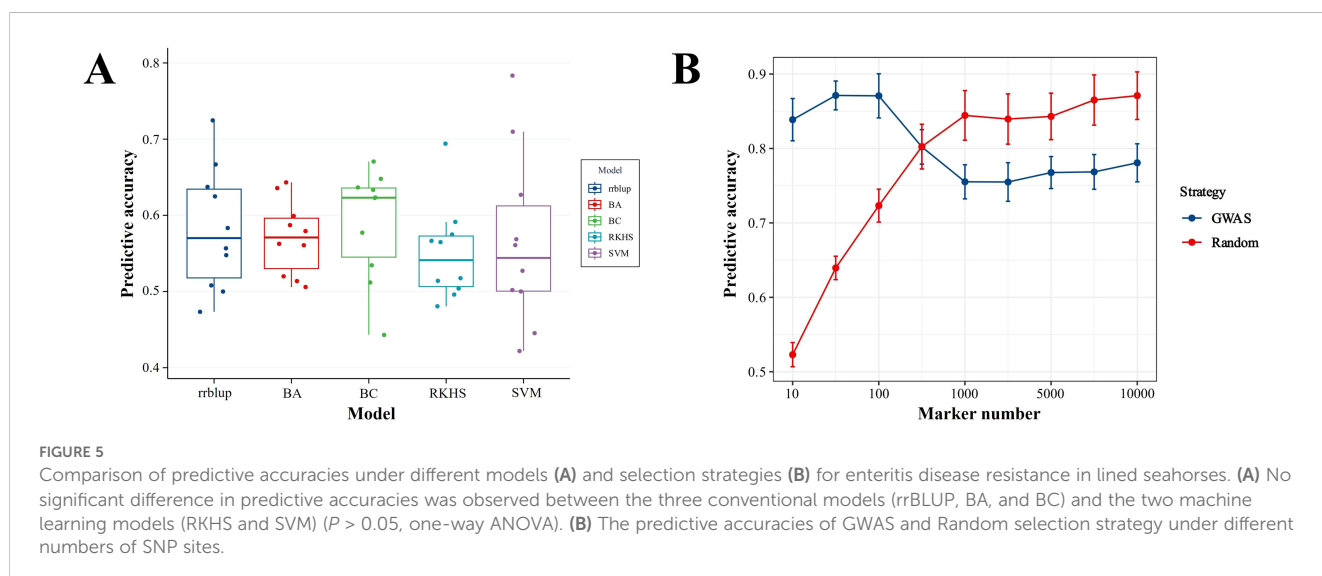 A
Predictive accuracy
0.8
0.7
0.6
0.5
0.4
rrblup BA BC RKHS SVM
Model
Model
rrblup
BA
BC
RKHS
SVM
B
Predictive accuracy
0.9
0.8
0.7
0.6
0.5
10 100 1000 5000 10000
Marker number
Strategy
GWAS
Random
FIGURE 5
Comparison of predictive accuracies under different models (A) and selection strategies (B) for enteritis disease resistance in lined seahorses. (A) No
significant difference in predictive accuracies was observed between the three conventional models (rrBLUP, BA, and BC) and the two machine
learning models (RKHS and SVM) (P > 0.05, one-way ANOVA). (B) The predictive accuracies of GWAS and Random selection strategy under different
numbers of SNP sites.